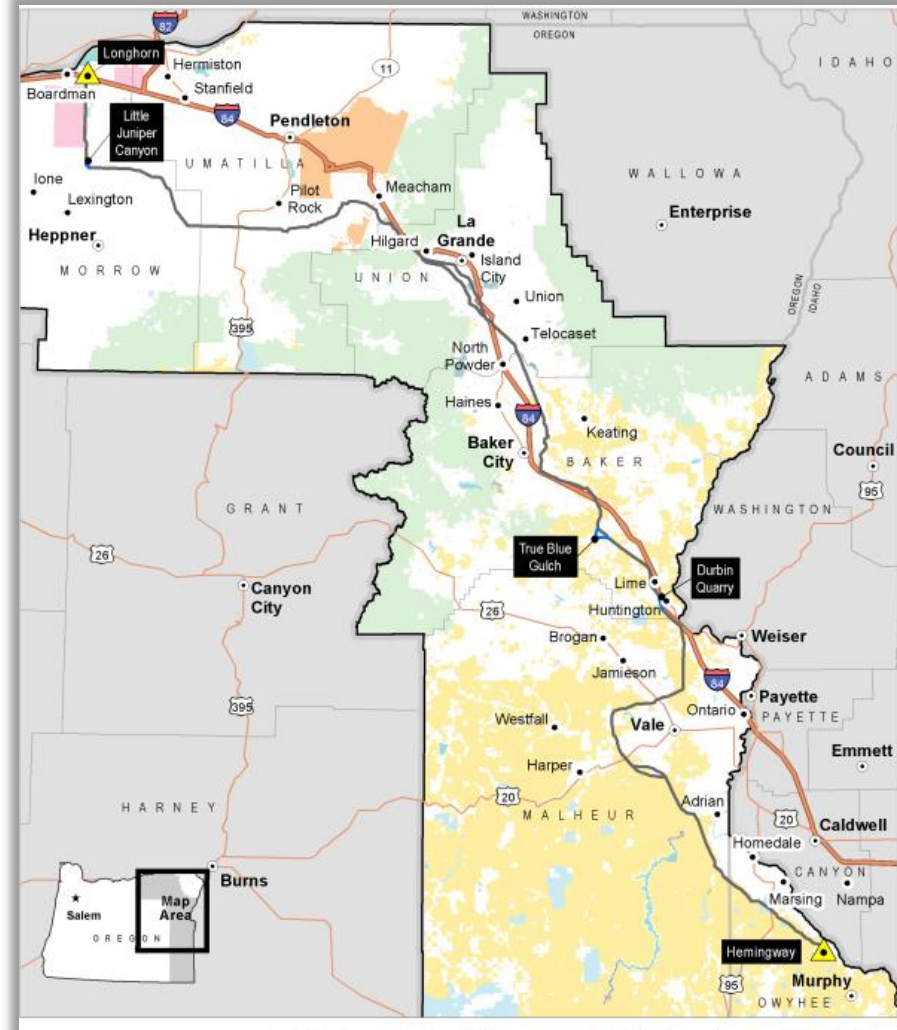 WASHINGTON
OREGON
82
IDAHO
Longhorn
Hermiston
11
Boardman
Stanfield
84
Little
Juniper
Canyon
Pendleton
UMATILLA
WALLOWA
Ione
Pilot
Rock
Meacham
Lexington
La
Grande
Enterprise
Heppner
Hilgard
Island
City
MORROW
UNION
OREGON
IDAHO
Union
395
Telocaset
North
Powder
ADAMS
Haines
84
Keating
Baker
City
BAKER
Council
95
GRANT
WASHINGTON
26
True Blue
Gulch
Durbin
Quarry
Lime
Canyon
City
Huntington
26
Brogan
Weiser
Jamieson
84
Payette
395
Westfall
Ontario
PAYETTE
Vale
Harper
Emmett
20
Adrian
HARNEY
MALHEUR
20
Caldwell
Homedale
Burns
CANYON
Marsing
Nampa
Salem
Map
Area
OREGON
Hemingway
Murphy
95
OWYHEE